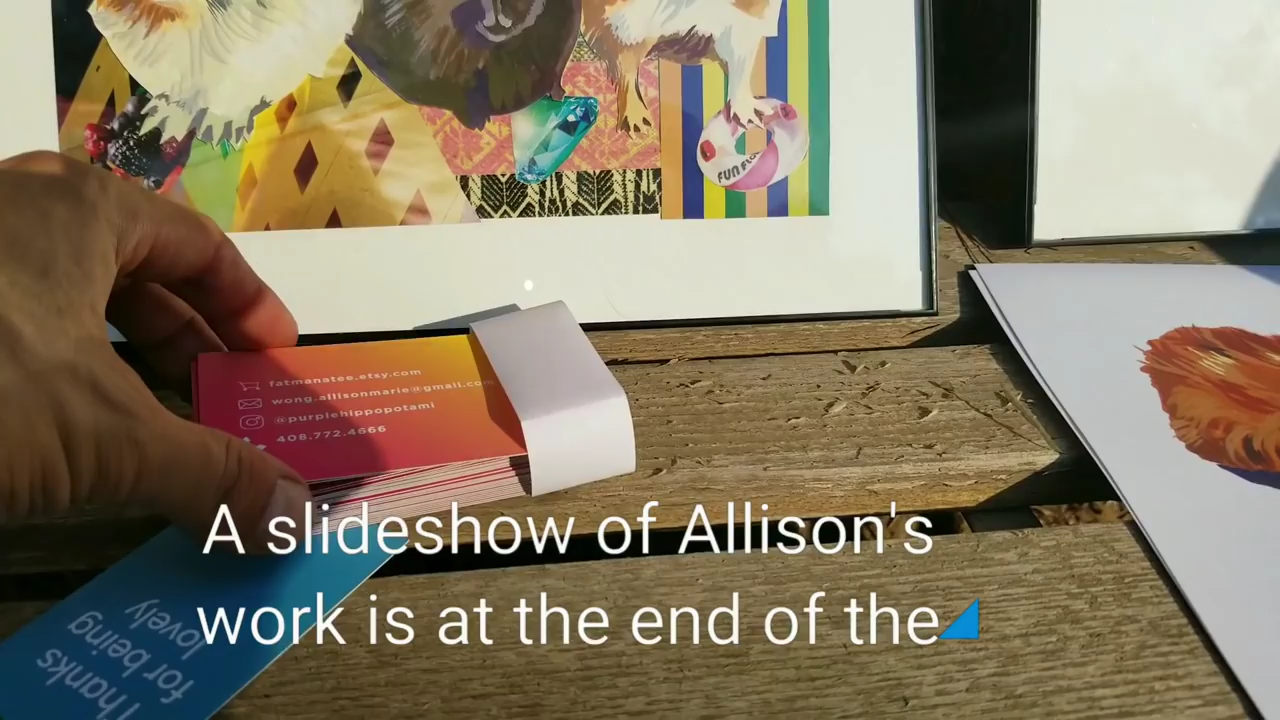 FUN FLO
fatmanatee.etsy.com
wong.allisonmarie@gmail.com
@purplehippopotami
408.772.4666
Thanks
for being
lovely
A slideshow of Allison's
work is at the end of the